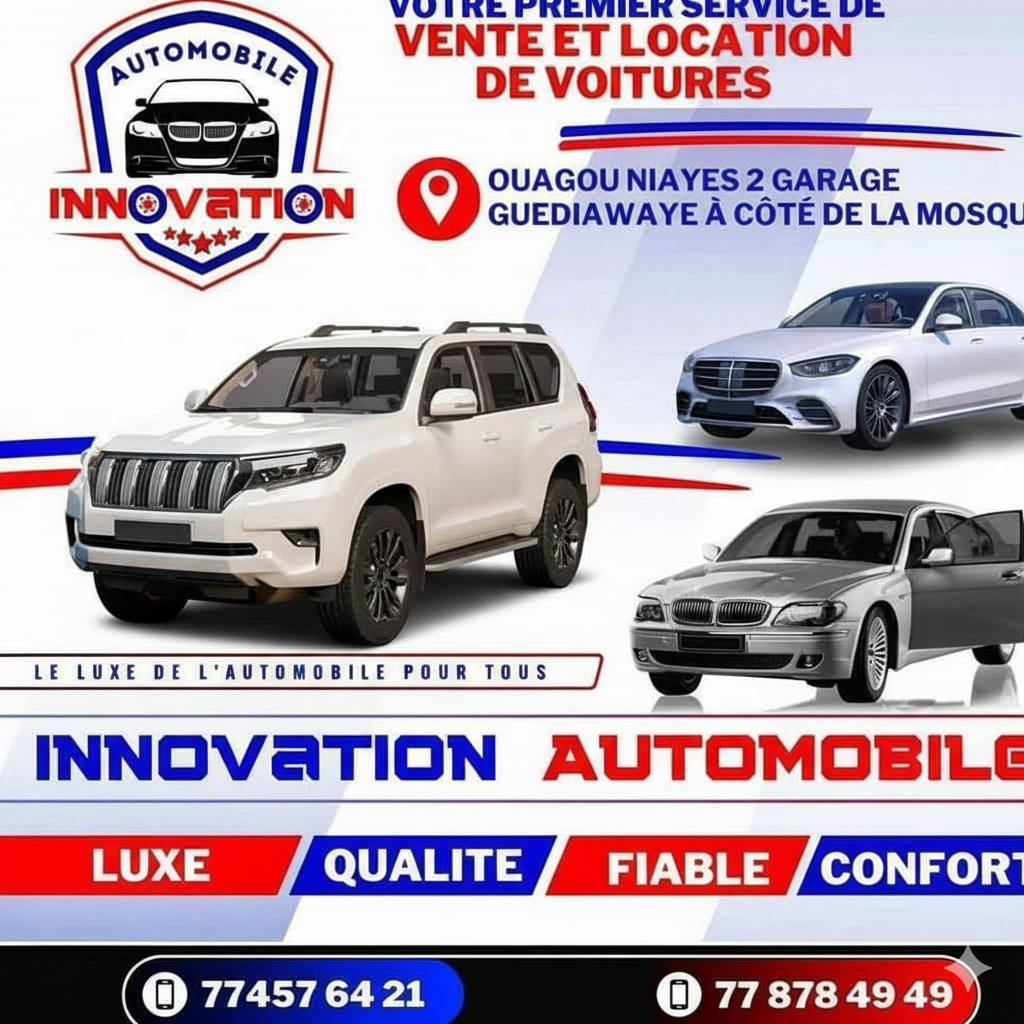 AUTOMOBILE
INNOVaTION
VOTRE PREMIER SERVICE DE
VENTE ET LOCATION
DE VOITURES
OUAGOU NIAYES 2 GARAGE
GUEDIAWAYE À CÔTÉ DE LA MOSQU
LE LUXE DE L'AUTOMOBILE POUR TOUS
INNOVaTION AUTOMOBILE
LUXE QUALITE FIABLE CONFORT
77457 64 21 77 878 49 49